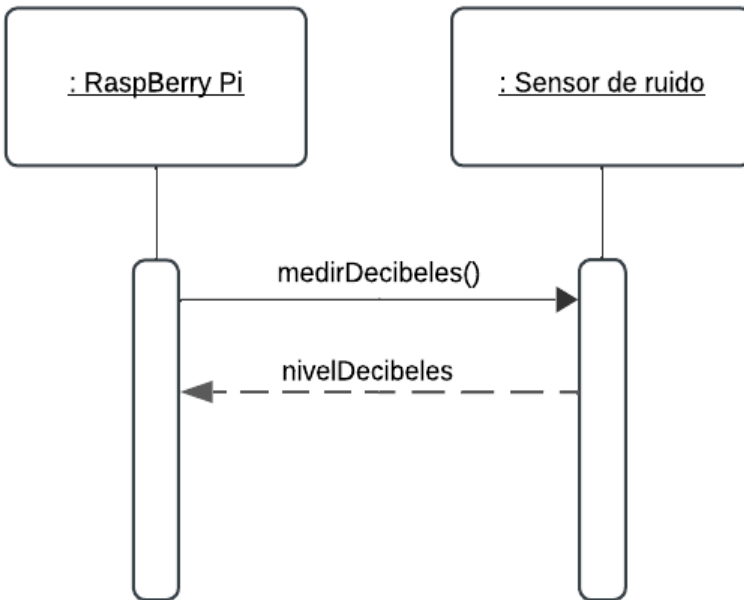 : RaspBerry Pi
: Sensor de ruido
medirDecibeles()
nivelDecibeles